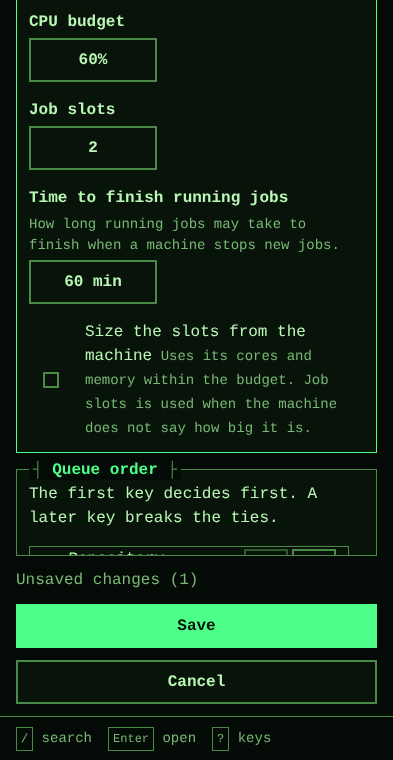 CPU budget
60%
Job slots
2
Time to finish running jobs
How long running jobs may take to
finish when a machine stops new jobs.
60 min
Size the slots from the
machine Uses its cores and
memory within the budget. Job
slots is used when the machine
does not say how big it is.
Queue order
The first key decides first. A
later key breaks the ties.
Unsaved changes (1)
Save
Cancel
/ search Enter open ? keys